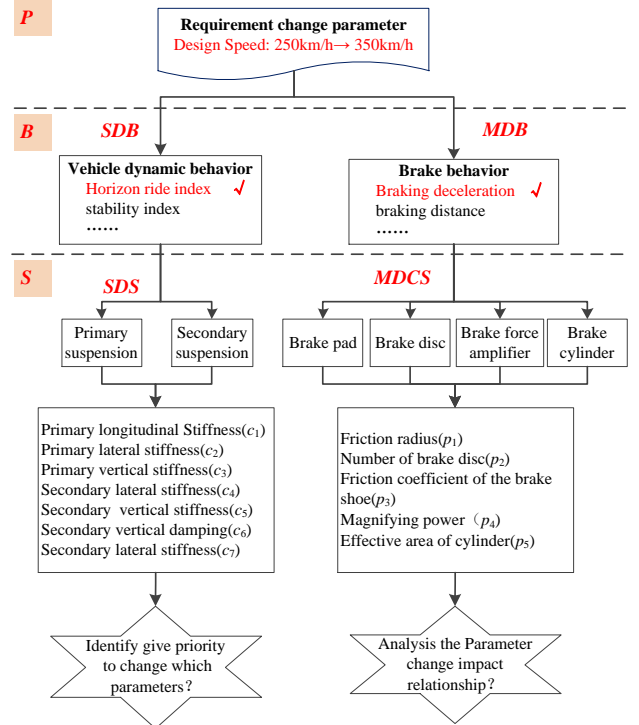 P
Requirement change parameter
Design Speed: 250km/h→ 350km/h
B
SDB
MDB
Vehicle dynamic behavior
Horizon ride index √
stability index
……
Brake behavior
Braking deceleration √
braking distance
……
S
SDS
MDCS
Primary
suspension
Secondary
suspension
Brake pad
Brake disc
Brake force
amplifier
Brake
cylinder
Primary longitudinal Stiffness(c1)
Primary lateral stiffness(c2)
Primary vertical stiffness(c3)
Secondary lateral stiffness(c4)
Secondary vertical stiffness(c5)
Secondary vertical damping(c6)
Secondary lateral stiffness(c7)
Friction radius(p1)
Number of brake disc(p2)
Friction coefficient of the brake
shoe(p3)
Magnifying power（p4)
Effective area of cylinder(p5)
Identify give priority
to change which
parameters？
Analysis the Parameter
change impact
relationship？